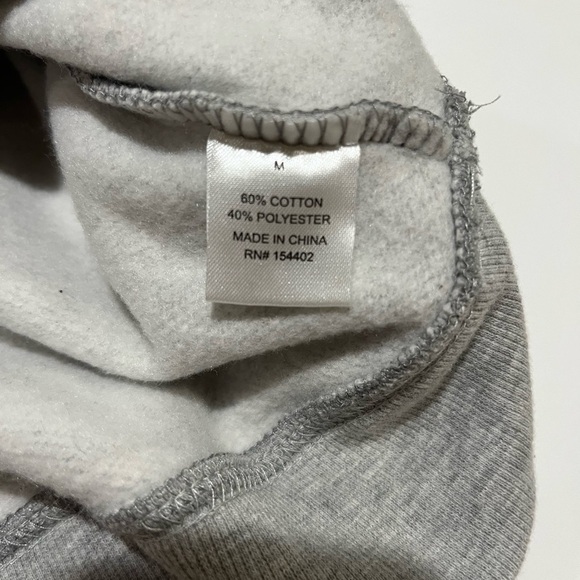 M
60% COTTON
40% POLYESTER
MADE IN CHINA
RN# 154402